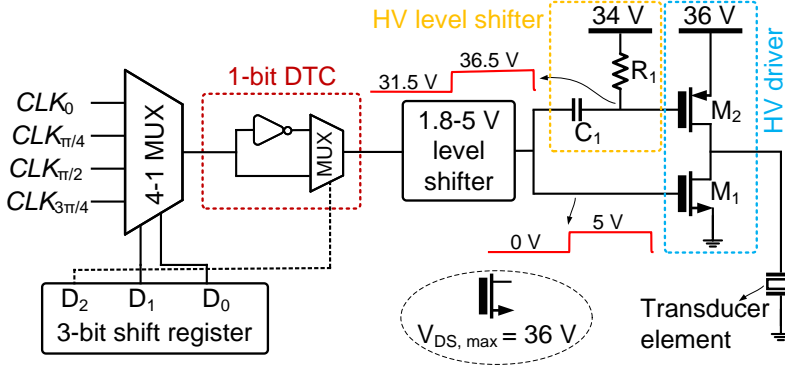 HV level shifter
34 V
36 V
1-bit DTC
36.5 V
31.5 V
R₁
HV driver
CLK₀
CLKπ/4
CLKπ/2
CLK3π/4
4-1 MUX
MUX
1.8-5 V
level
shifter
C₁
M₂
M₁
0 V
5 V
D₂
D₁
D₀
3-bit shift register
V_DS, max = 36 V
Transducer
element